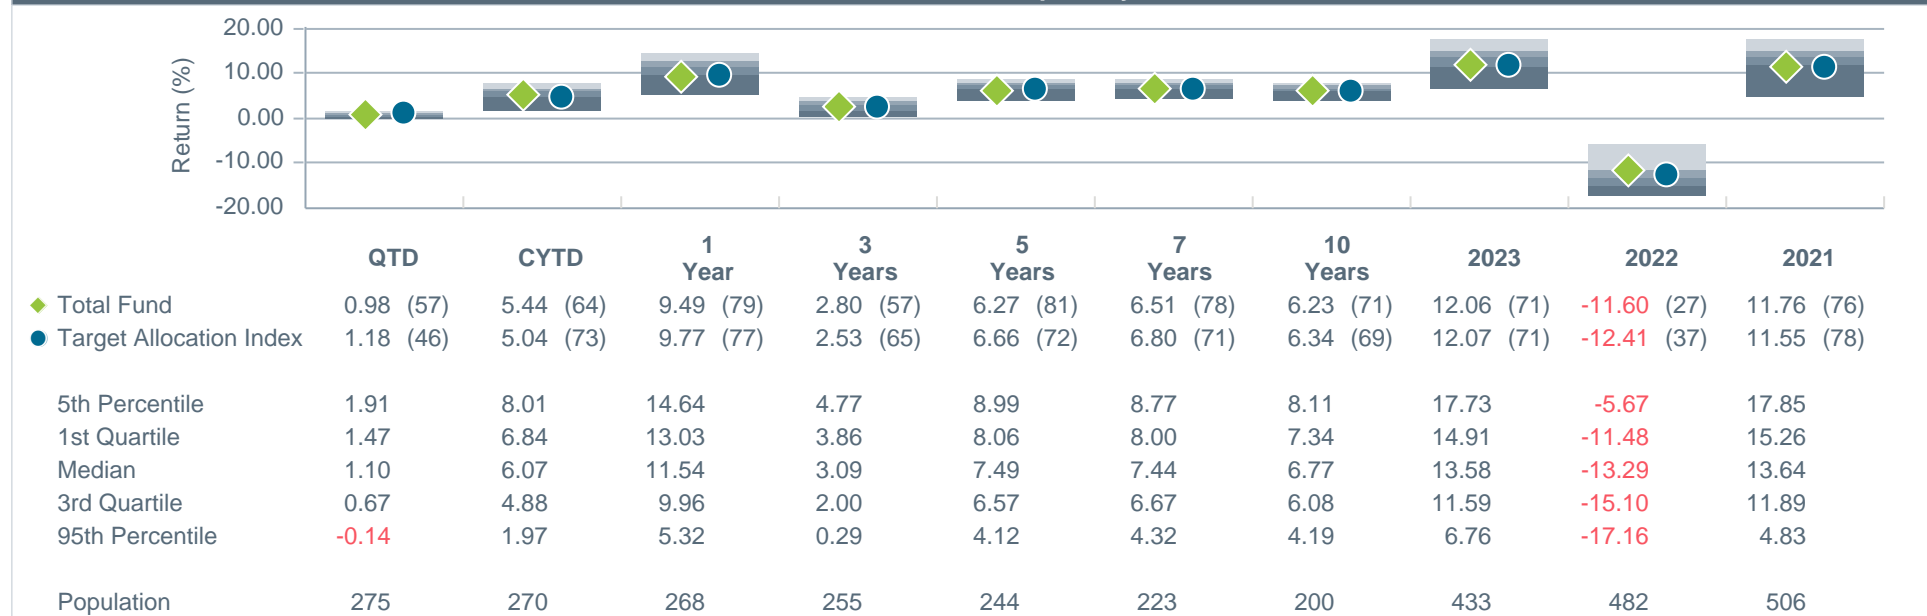 20.00
10.00
0.00
-10.00
-20.00
Return (%)
QTD CYTD 1 Year 3 Years 5 Years 7 Years 10 Years 2023 2022 2021
Total Fund 0.98 (57) 5.44 (64) 9.49 (79) 2.80 (57) 6.27 (81) 6.51 (78) 6.23 (71) 12.06 (71) -11.60 (27) 11.76 (76)
Target Allocation Index 1.18 (46) 5.04 (73) 9.77 (77) 2.53 (65) 6.66 (72) 6.80 (71) 6.34 (69) 12.07 (71) -12.41 (37) 11.55 (78)
5th Percentile 1.91 8.01 14.64 4.77 8.99 8.77 8.11 17.73 -5.67 17.85
1st Quartile 1.47 6.84 13.03 3.86 8.06 8.00 7.34 14.91 -11.48 15.26
Median 1.10 6.07 11.54 3.09 7.49 7.44 6.77 13.58 -13.29 13.64
3rd Quartile 0.67 4.88 9.96 2.00 6.57 6.67 6.08 11.59 -15.10 11.89
95th Percentile -0.14 1.97 5.32 0.29 4.12 4.32 4.19 6.76 -17.16 4.83
Population 275 270 268 255 244 223 200 433 482 506